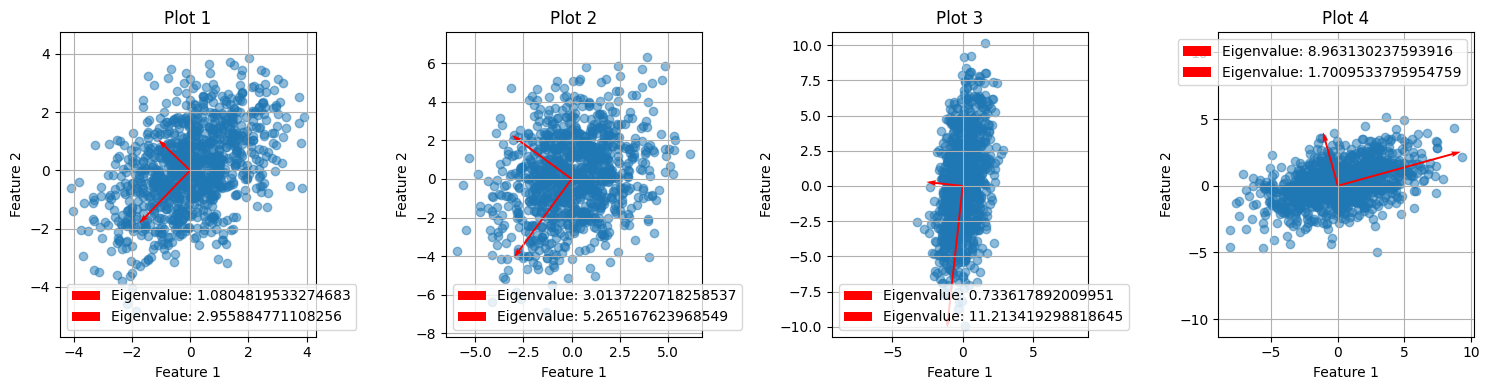 Plot 1
4
2
0
−2
−4
Feature 2
−4
−2
0
2
4
Feature 1
Eigenvalue: 1.0804819533274683
Eigenvalue: 2.955884771108256
Plot 2
6
4
2
0
−2
−4
−6
−8
Feature 2
−5.0
−2.5
0.0
2.5
5.0
Feature 1
Eigenvalue: 3.01372207182 58537
Eigenvalue: 5.265167623968549
Plot 3
10.0
7.5
5.0
2.5
0.0
−2.5
−5.0
−7.5
−10.0
Feature 2
−5
0
5
Feature 1
Eigenvalue: 0.733617892009951
Eigenvalue: 11.213419298818645
Plot 4
Eigenvalue: 8.963130237593916
Eigenvalue: 1.7009533795954759
5
0
−5
−10
Feature 2
−5
0
5
10
Feature 1